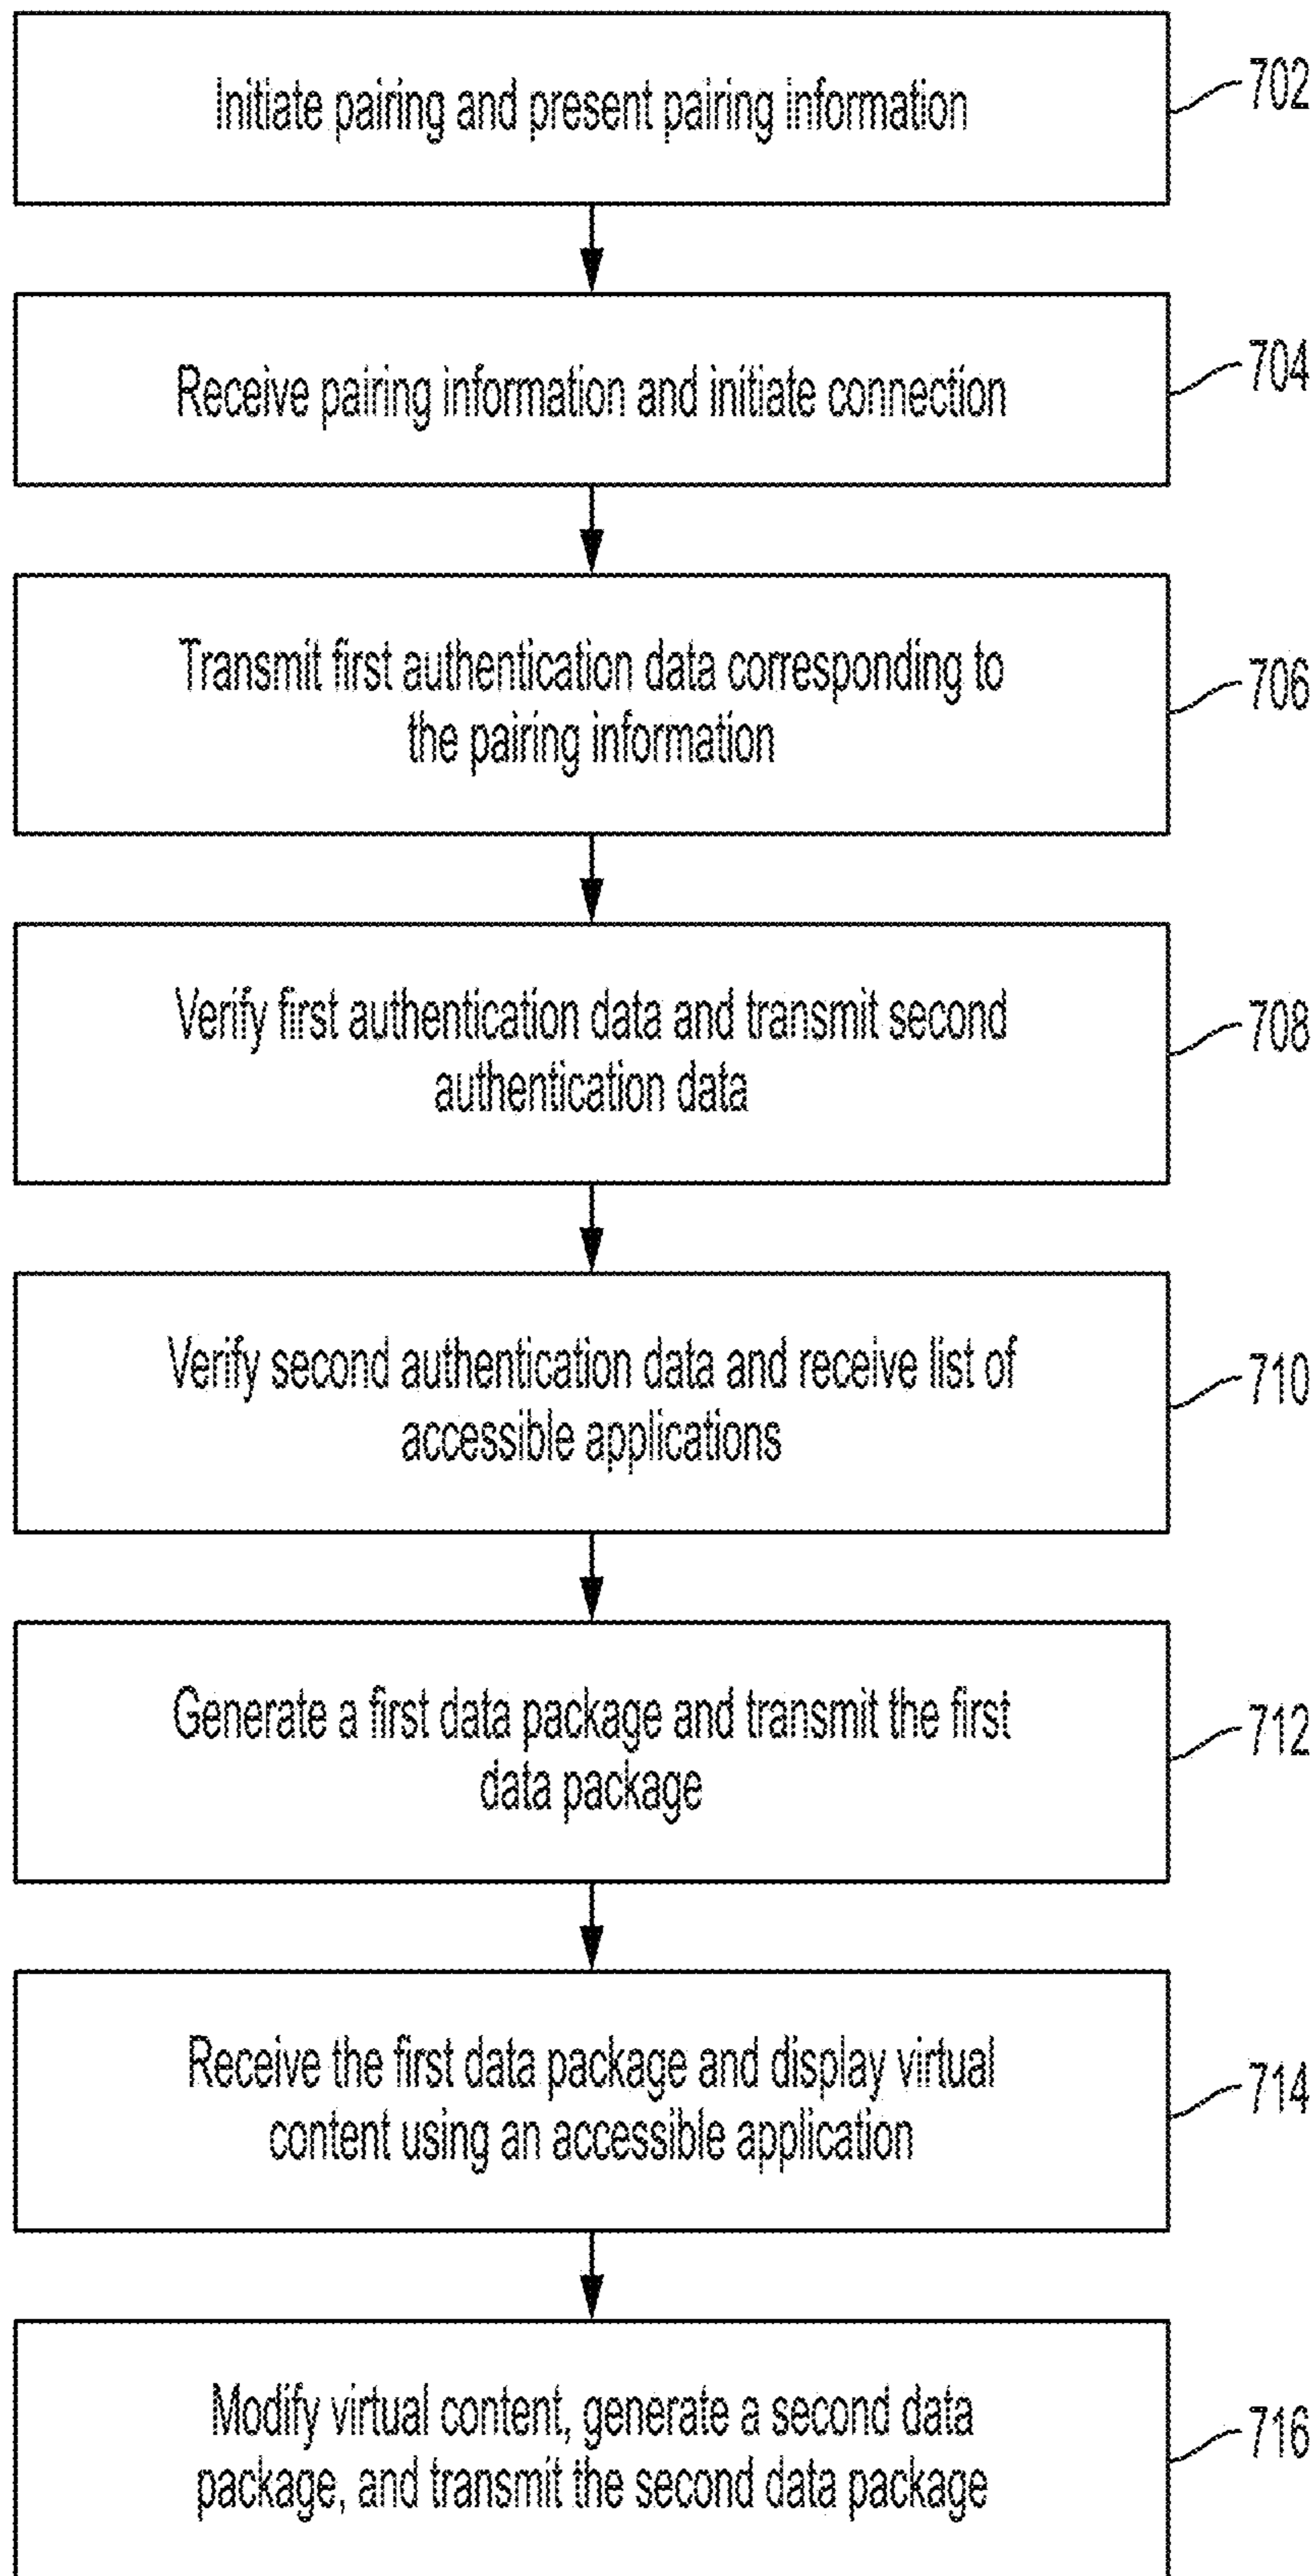 Initiate pairing and present pairing information
702
Receive pairing information and initiate connection
704
Transmit first authentication data corresponding to
the pairing information
706
Verify first authentication data and transmit second
authentication data
708
Verify second authentication data and receive list of
accessible applications
710
Generate a first data package and transmit the first
data package
712
Receive the first data package and display virtual
content using an accessible application
714
Modify virtual content, generate a second data
package, and transmit the second data package
716